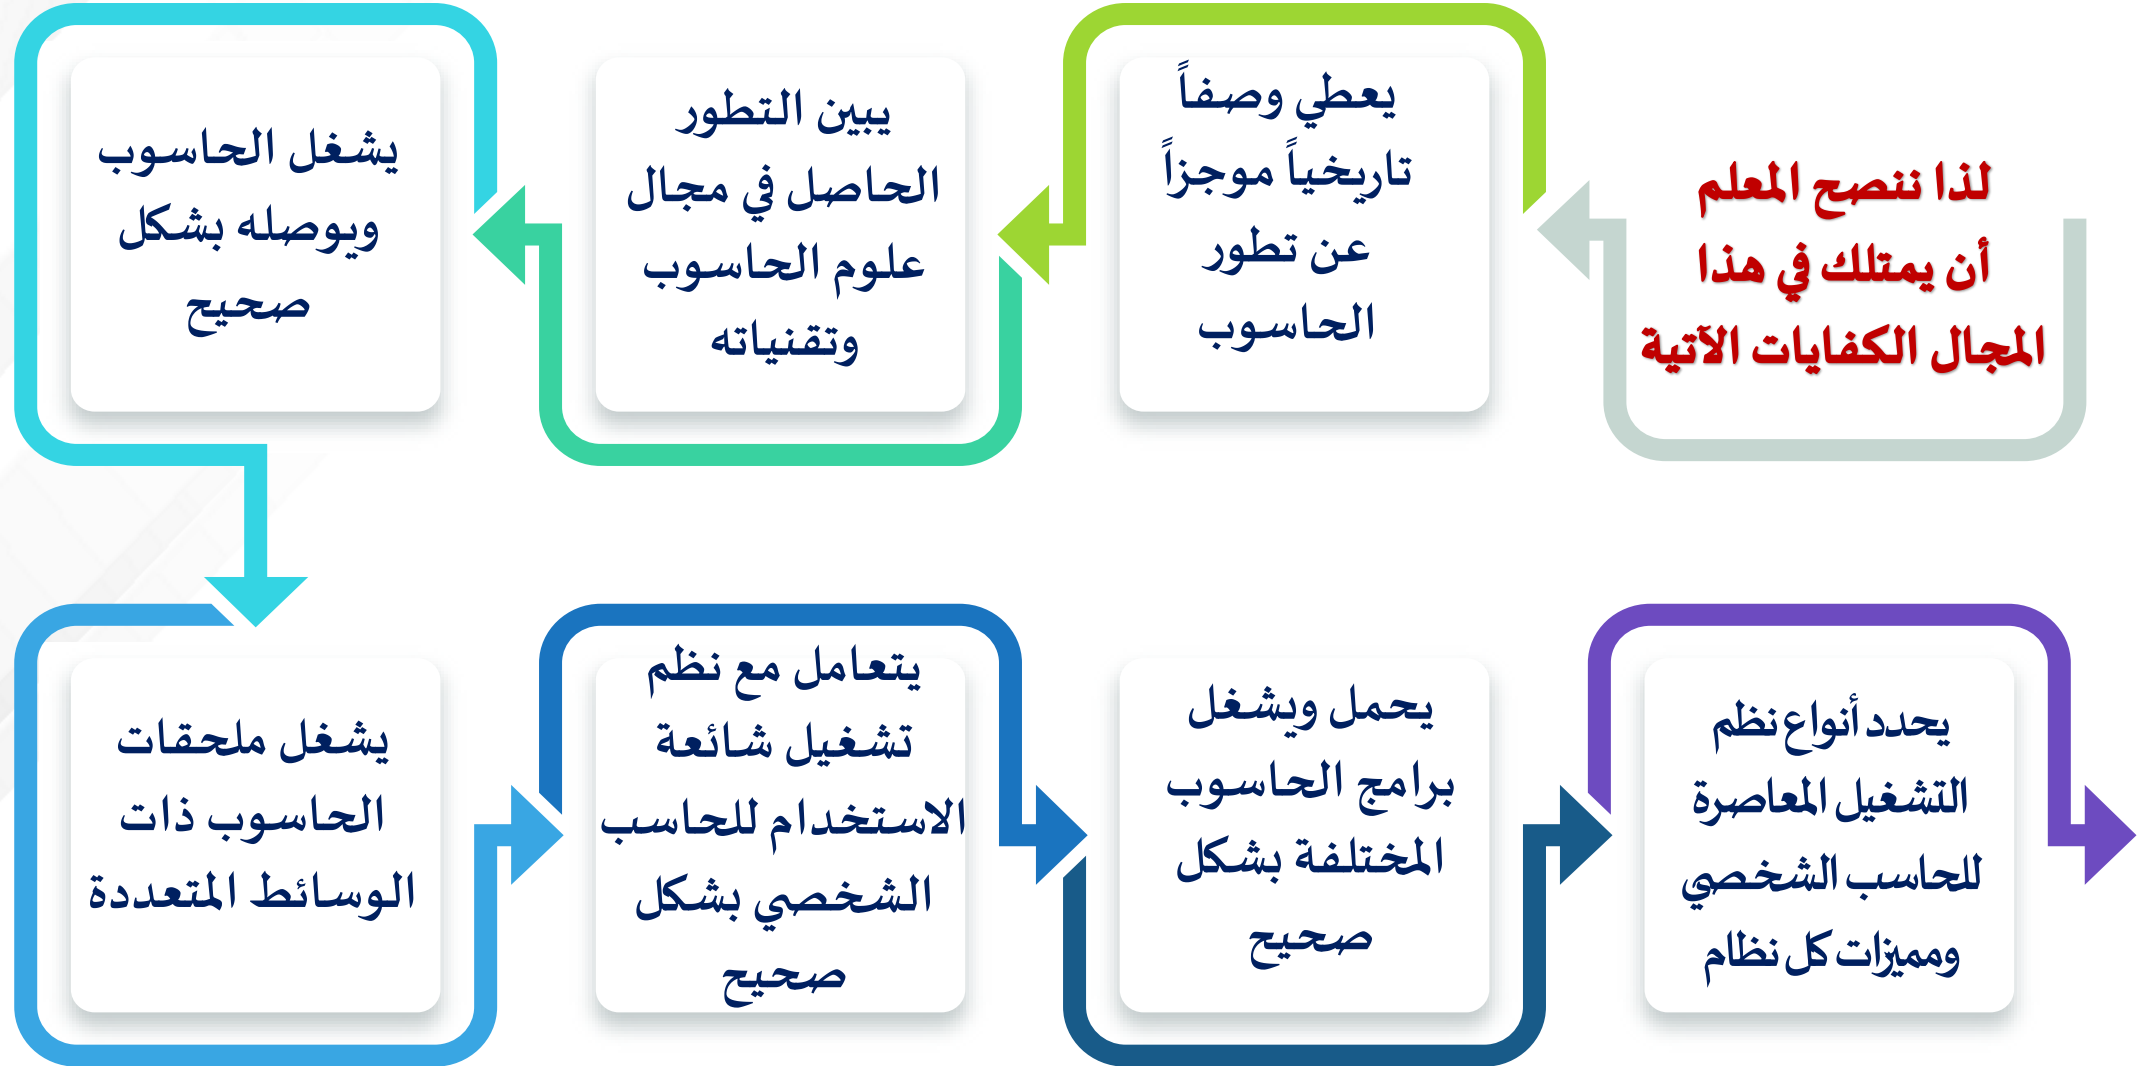 لذا ننصح المعلم
أن يمتلك في هذا
المجال الكفايات الآتية
يعطي وصفاً
تاريخياً موجزاً
عن تطور
الحاسوب
يبين التطور
الحاصل في مجال
علوم الحاسوب
وتقنياته
يشغل الحاسوب
ويوصله بشكل
صحيح
يشغل ملحقات
الحاسوب ذات
الوسائط المتعددة
يتعامل مع نظم
تشغيل شائعة
الاستخدام للحاسب
الشخصي بشكل
صحيح
يحمل ويشغل
برامج الحاسوب
المختلفة بشكل
صحيح
يحدد أنواع نظم
التشغيل المعاصرة
للحاسب الشخصي
ومميزات كل نظام